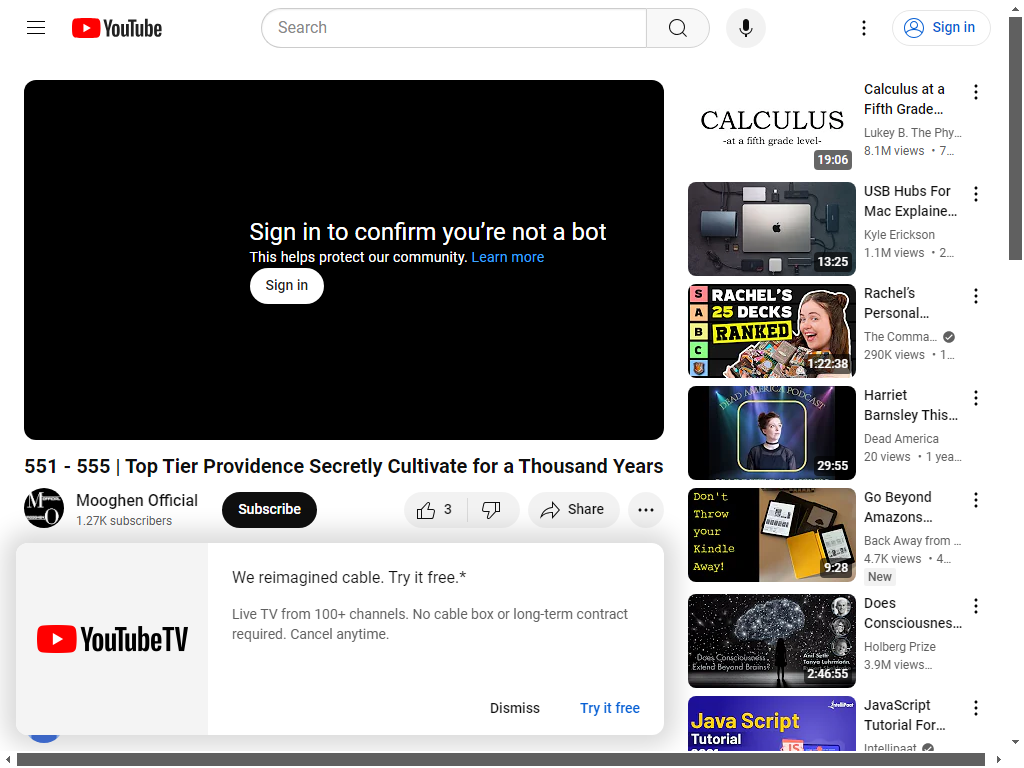 YouTube
Search
Sign in
Sign in to confirm you’re not a bot
This helps protect our community. Learn more
Sign in
551 - 555 | Top Tier Providence Secretly Cultivate for a Thousand Years
Mooghen Official
1.27K subscribers
Subscribe
3
Share
We reimagined cable. Try it free.*
Live TV from 100+ channels. No cable box or long-term contract
required. Cancel anytime.
YouTubeTV
Dismiss
Try it free
CALCULUS
-at a fifth grade level-
19:06
Calculus at a
Fifth Grade…
Lukey B. The Phy…
8.1M views • 7…
13:25
USB Hubs For
Mac Explaine…
Kyle Erickson
1.1M views • 2…
S
A
B
C
RACHEL'S
25 DECKS
RANKED
1:22:38
Rachel’s
Personal…
The Comma…
290K views • 1…
DEAD AMERICA PODCAST
29:55
Harriet
Barnsley This…
Dead America
20 views • 1 yea…
Don't
Throw
your
Kindle
Away!
9:28
Go Beyond
Amazons…
Back Away from …
4.7K views • 4…
New
Does Consciousness
Extend Beyond Brains?
Anil Seth
Tanya Luhrmann
2:46:55
Does
Consciousnes…
Holberg Prize
3.9M views…
Intellipaat
Java Script
Tutorial
JS
JavaScript
Tutorial For…
Intellipaat